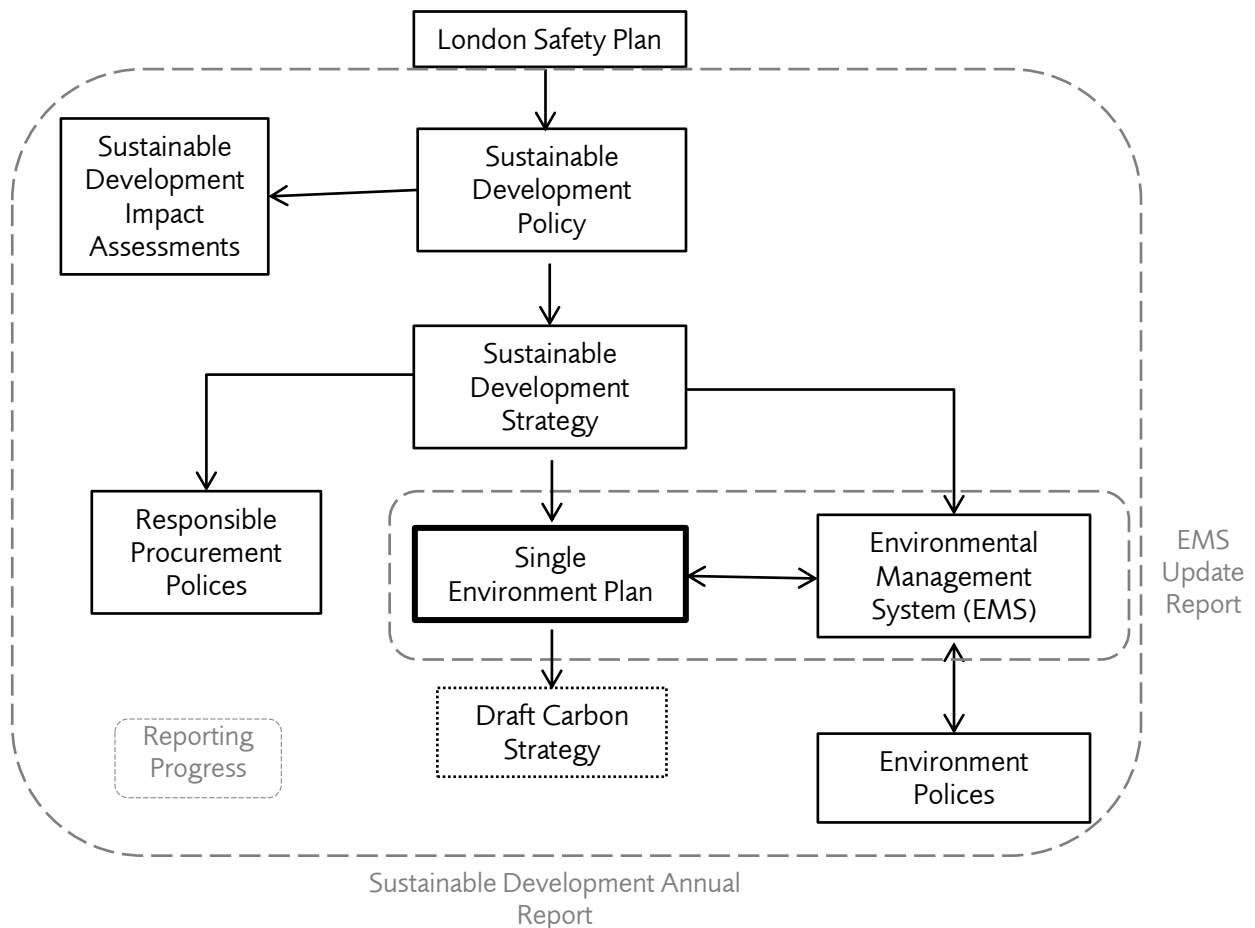 London Safety Plan
Sustainable
Development
Impact
Assessments
Sustainable
Development
Policy
Sustainable
Development
Strategy
Responsible
Procurement
Polices
Single
Environment Plan
Environmental
Management
System (EMS)
EMS
Update
Report
Draft Carbon
Strategy
Reporting
Progress
Environment
Polices
Sustainable Development Annual
Report